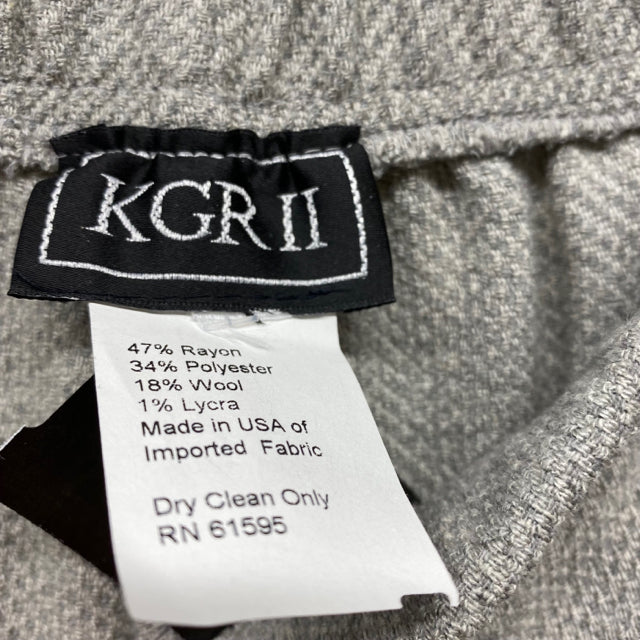 KGR II
47% Rayon
34% Polyester
18% Wool
1% Lycra
Made in USA of
Imported Fabric
Dry Clean Only
RN 61595